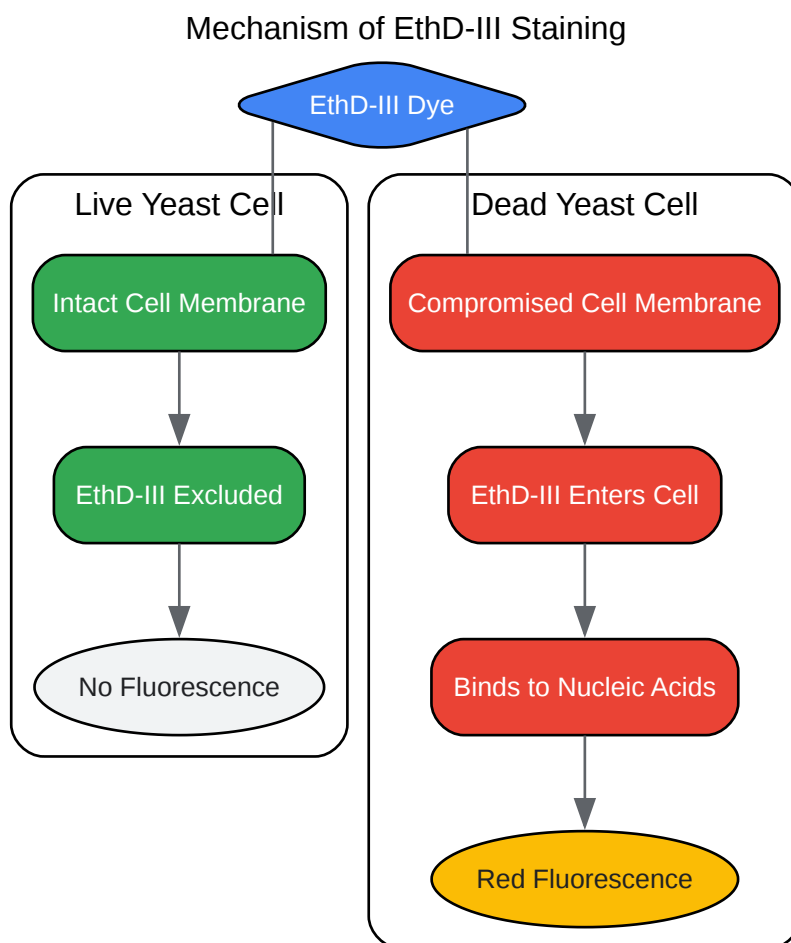 Mechanism of EthD-III Staining
EthD-III Dye
Live Yeast Cell
Intact Cell Membrane
EthD-III Excluded
No Fluorescence
Dead Yeast Cell
Compromised Cell Membrane
EthD-III Enters Cell
Binds to Nucleic Acids
Red Fluorescence